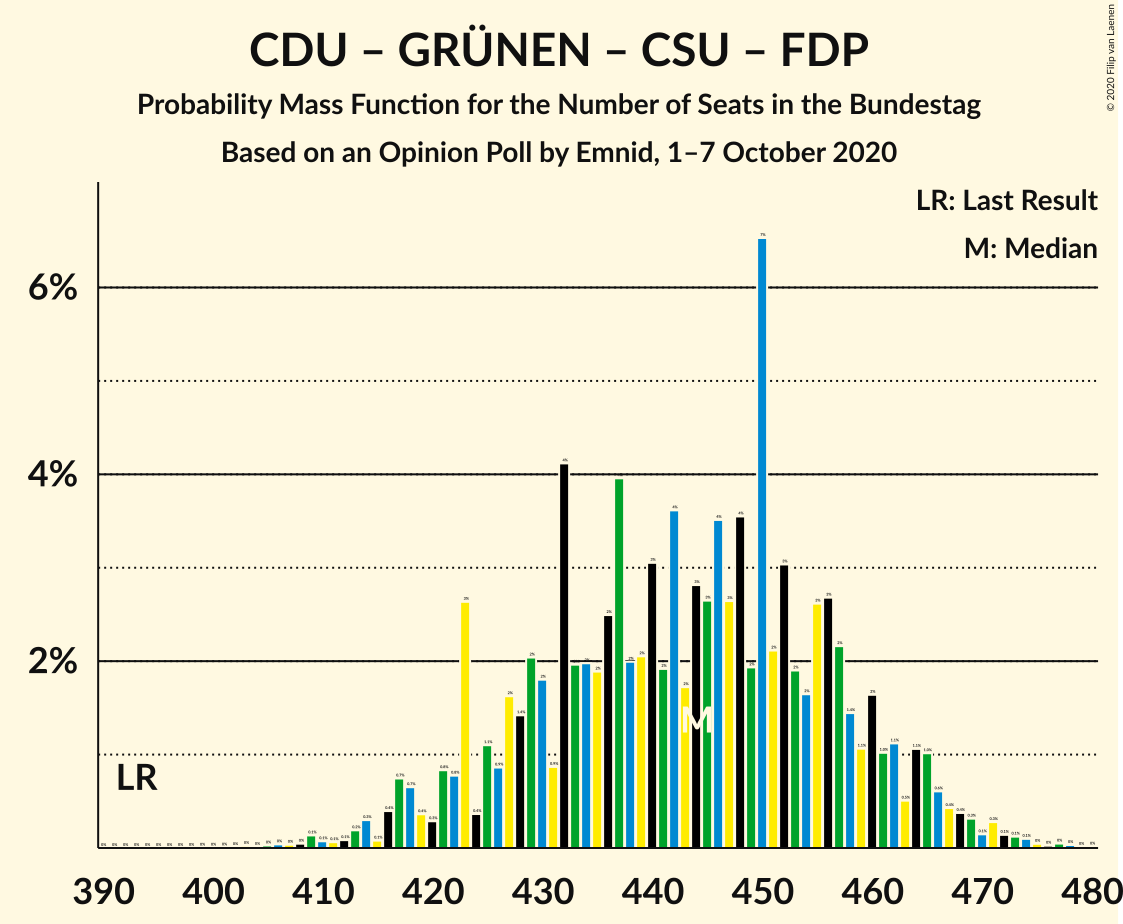 CDU – GRÜNEN – CSU – FDP
Probability Mass Function for the Number of Seats in the Bundestag
Based on an Opinion Poll by Emnid, 1–7 October 2020
© 2020 Filip van Laenen
LR: Last Result
M: Median
6%
4%
2%
LR
M
390 400 410 420 430 440 450 460 470 480